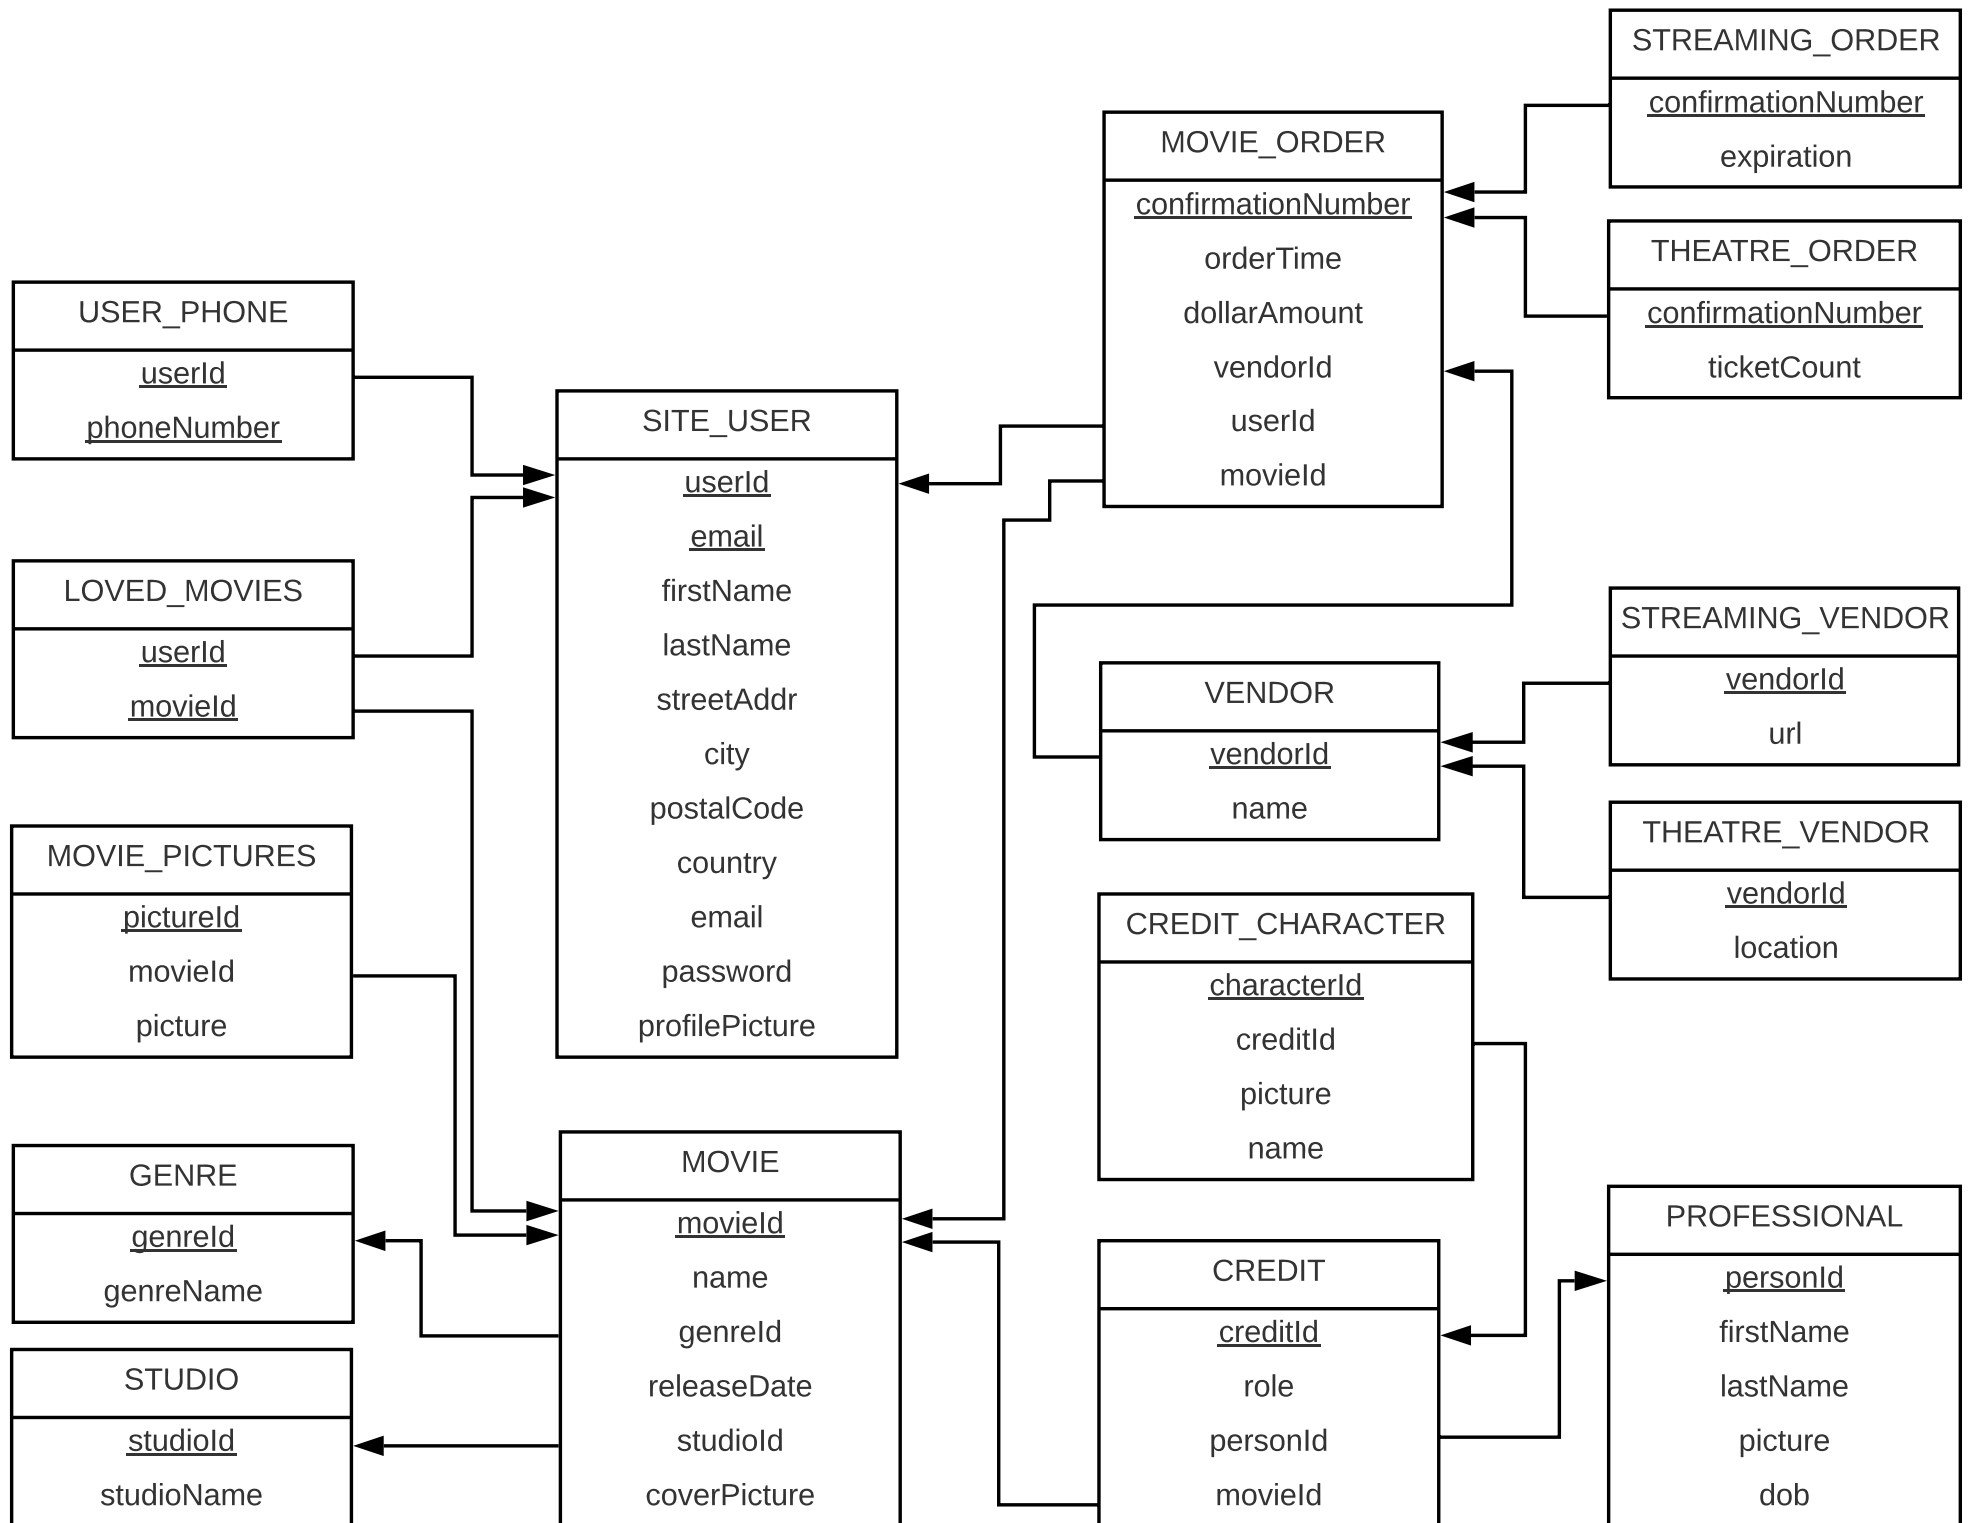 STREAMING_ORDER
confirmationNumber
expiration
MOVIE_ORDER
confirmationNumber
orderTime
dollarAmount
vendorId
userId
movieId
THEATRE_ORDER
confirmationNumber
ticketCount
USER_PHONE
userId
phoneNumber
SITE_USER
userId
email
firstName
lastName
streetAddr
city
postalCode
country
email
password
profilePicture
LOVED_MOVIES
userId
movieId
STREAMING_VENDOR
vendorId
url
VENDOR
vendorId
name
THEATRE_VENDOR
vendorId
location
MOVIE_PICTURES
pictureId
movieId
picture
CREDIT_CHARACTER
characterId
creditId
picture
name
GENRE
genreId
genreName
MOVIE
movieId
name
genreId
releaseDate
studioId
coverPicture
CREDIT
creditId
role
personId
movieId
PROFESSIONAL
personId
firstName
lastName
picture
dob
STUDIO
studioId
studioName